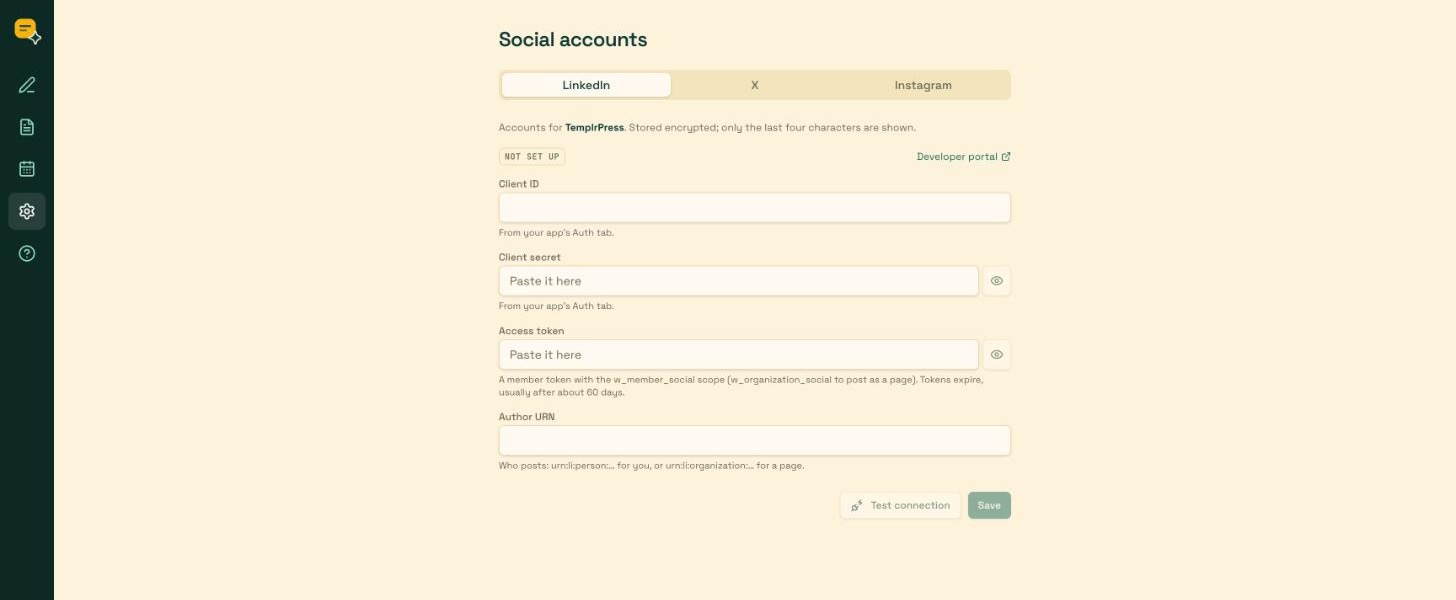 Social accounts
LinkedIn
X
Instagram
Accounts for TemplrPress. Stored encrypted; only the last four characters are shown.
NOT SET UP
Developer portal
Client ID
From your app's Auth tab.
Client secret
Paste it here
From your app's Auth tab.
Access token
Paste it here
A member token with the w_member_social scope (w_organization_social to post as a page). Tokens expire,
usually after about 60 days.
Author URN
Who posts: urn:li:person:… for you, or urn:li:organization:… for a page.
Test connection
Save